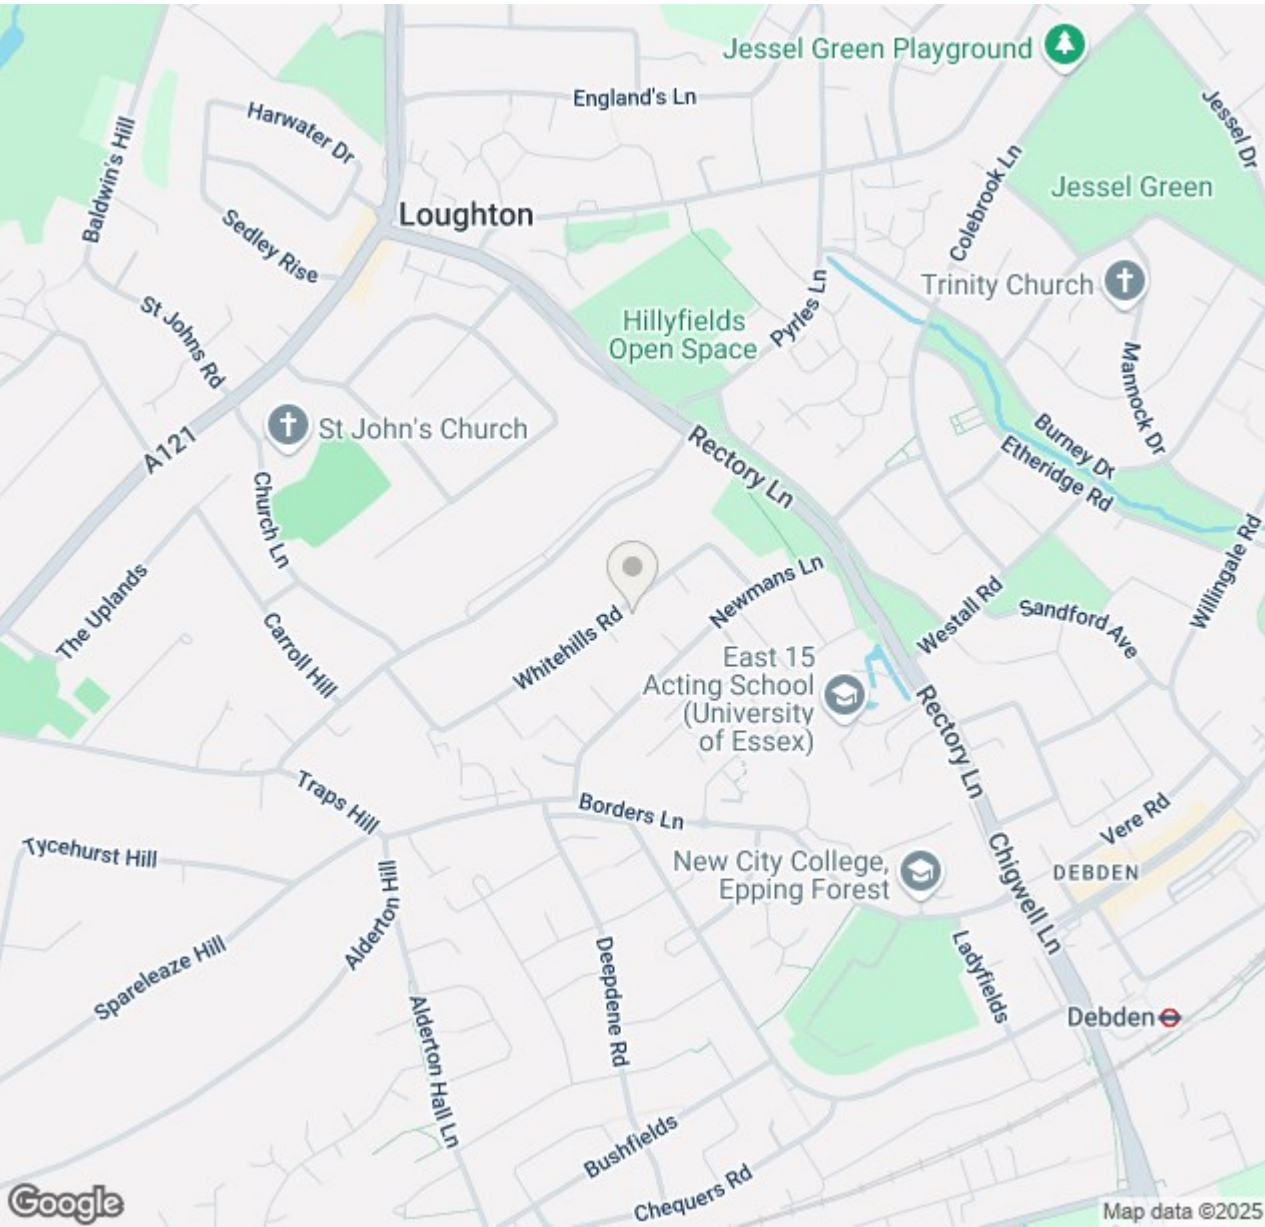 Jessel Green Playground
England's Ln
Jessel Dr
Harwater Dr
Baldwin's Hill
Colebrook Ln
Jessel Green
Loughton
Sedley Rise
Trinity Church
Pyrles Ln
St Johns Rd
Hillyfields
Open Space
Mannock Dr
A121
St John's Church
Rectory Ln
Burney Dr
Etheridge Rd
Church Ln
Willingale Rd
The Uplands
Newmans Ln
Whitehills Rd
Westall Rd
Sandford Ave
Carroll Hill
East 15
Acting School
(University
of Essex)
Rectory Ln
Traps Hill
Borders Ln
Vere Rd
Tycehurst Hill
Chigwell Ln
New City College,
Epping Forest
DEBDEN
Alderton Hill
Spareleaze Hill
Deepdene Rd
Ladyfields
Debden
Alderton Hall Ln
Bushfields
Chequers Rd
Google
Map data ©2025